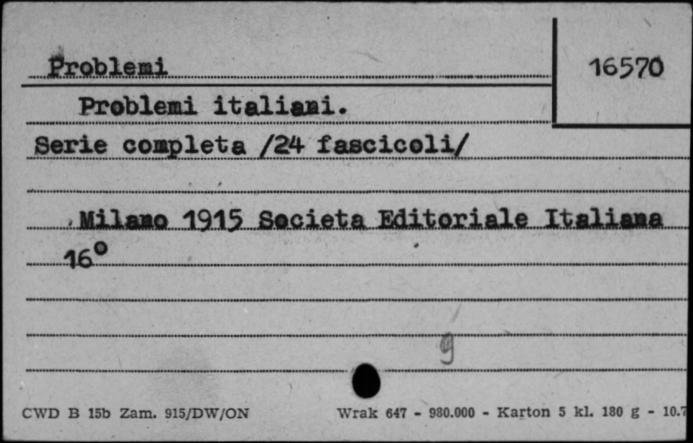 Problemi
16570
Problemi italiani.
Serie completa /24 fascicoli/
Milano 1915 Societa Editoriale Italiana
16°
9
CWD B 15b Zam. 915/DW/ON
Wrak 647 - 980.000 - Karton 5 kl. 180 g - 10.7